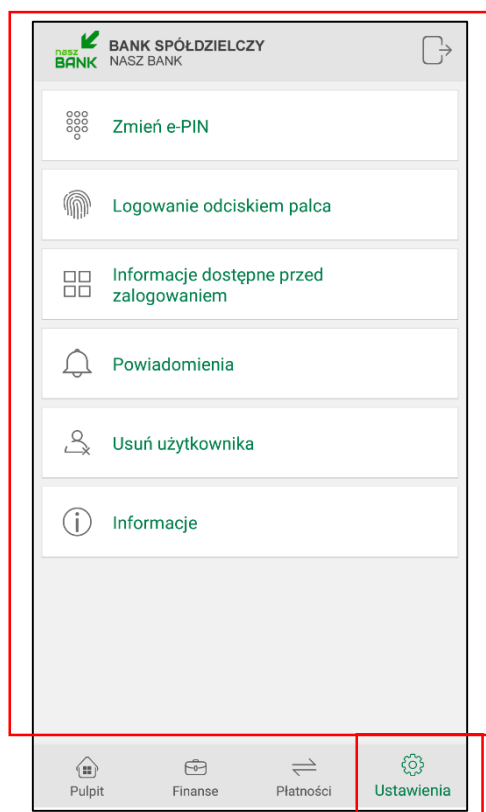 nasz
BANK
BANK SPÓŁDZIELCZY
NASZ BANK
Zmień e-PIN
Logowanie odciskiem palca
Informacje dostępne przed
zalogowaniem
Powiadomienia
Usuń użytkownika
Informacje
Pulpit
Finanse
Płatności
Ustawienia